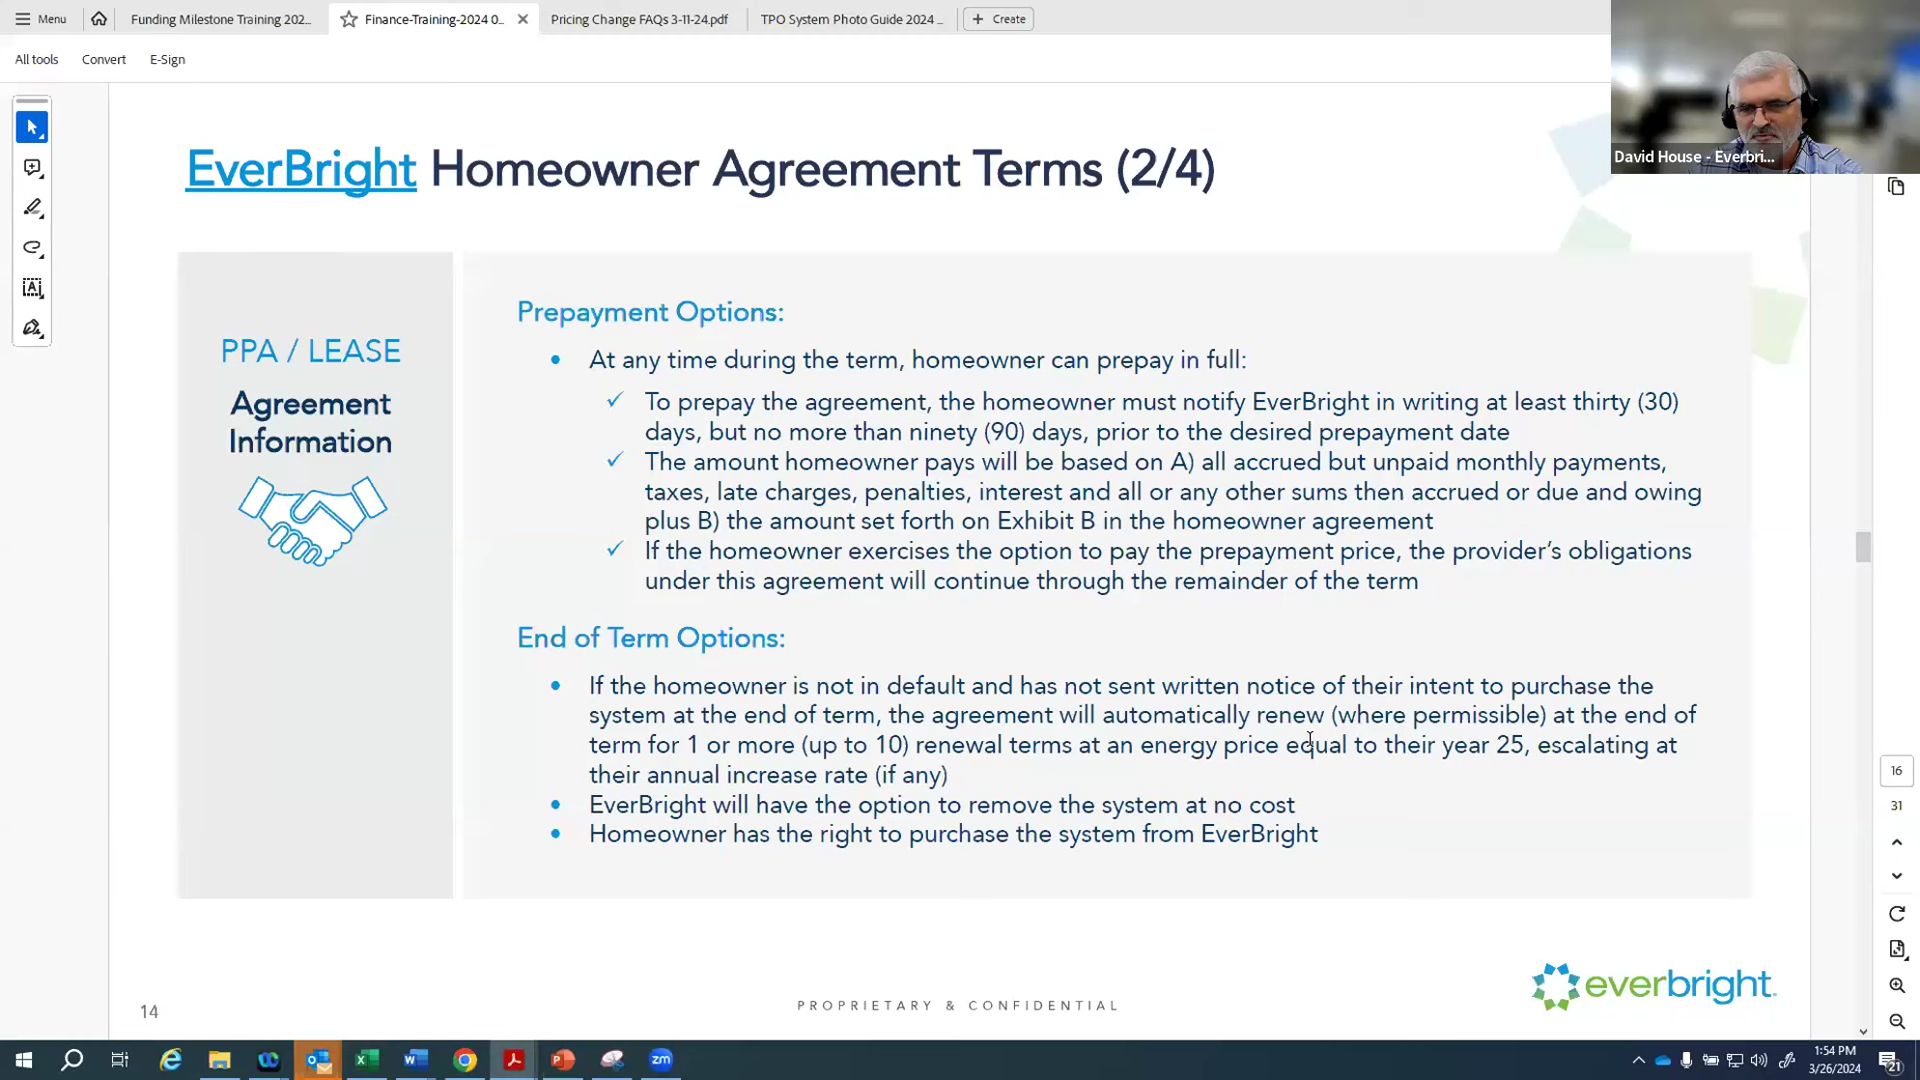 Menu
Funding Milestone Training 202...
Finance-Training-2024 0...
Pricing Change FAQs 3-11-24.pdf
TPO System Photo Guide 2024 ...
Create
All tools
Convert
E-Sign
David House - Everbri...
EverBright Homeowner Agreement Terms (2/4)
PPA / LEASE
Agreement
Information
Prepayment Options:
• At any time during the term, homeowner can prepay in full:
✓ To prepay the agreement, the homeowner must notify EverBright in writing at least thirty (30)
days, but no more than ninety (90) days, prior to the desired prepayment date
✓ The amount homeowner pays will be based on A) all accrued but unpaid monthly payments,
taxes, late charges, penalties, interest and all or any other sums then accrued or due and owing
plus B) the amount set forth on Exhibit B in the homeowner agreement
✓ If the homeowner exercises the option to pay the prepayment price, the provider's obligations
under this agreement will continue through the remainder of the term
End of Term Options:
• If the homeowner is not in default and has not sent written notice of their intent to purchase the
system at the end of term, the agreement will automatically renew (where permissible) at the end of
term for 1 or more (up to 10) renewal terms at an energy price equal to their year 25, escalating at
their annual increase rate (if any)
• EverBright will have the option to remove the system at no cost
• Homeowner has the right to purchase the system from EverBright
16
31
14
PROPRIETARY & CONFIDENTIAL
everbright.
zm
1:54 PM
3/26/2024
21